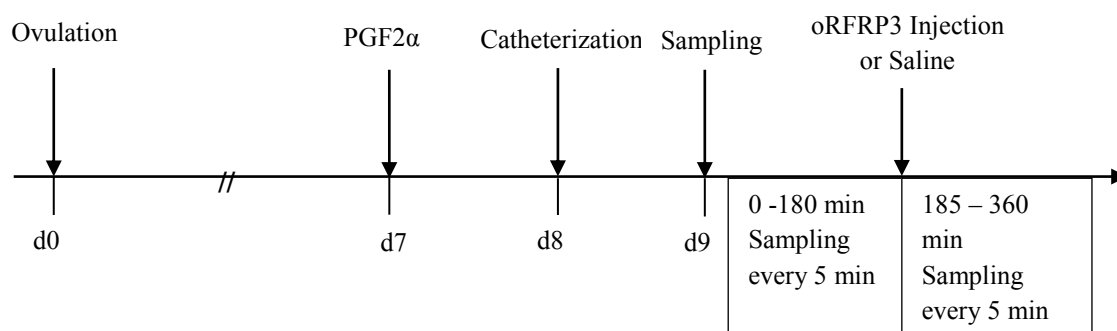 Ovulation
PGF2α
Catheterization
Sampling
oRFRP3 Injection
or Saline
//
d0
d7
d8
d9
0 -180 min
Sampling
every 5 min
185 – 360
min
Sampling
every 5 min